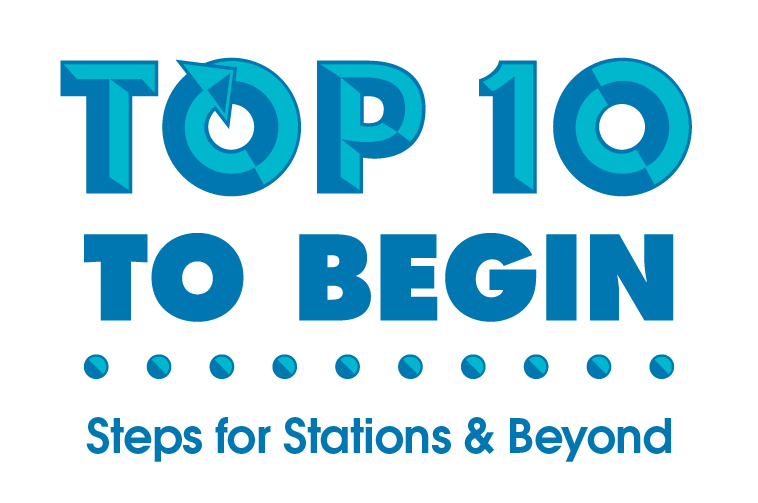 TOP 10
TO BEGIN
Steps for Stations & Beyond